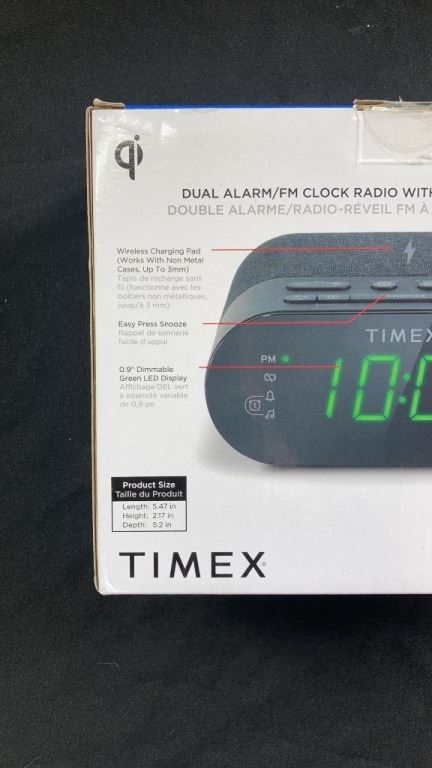 qi
DUAL ALARM/FM CLOCK RADIO WITH
DOUBLE ALARME/RADIO-RÉVEIL FM À
Wireless Charging Pad
(Works With Non Metal
Cases, Up To 3mm)
Tapis de recharge sans
fil (fonctionne avec les
boîtiers non métalliques,
jusqu'à 3 mm)
Easy Press Snooze
Rappel de sonnerie
facile d'appui
0.9" Dimmable
Green LED Display
Affichage DEL vert
à intensité variable
de 0,9 po
TIMEX
PM
10:0
Product Size
Taille du Produit
Length: 5.47 in
Height: 2.17 in
Depth: 5.2 in
TIMEX